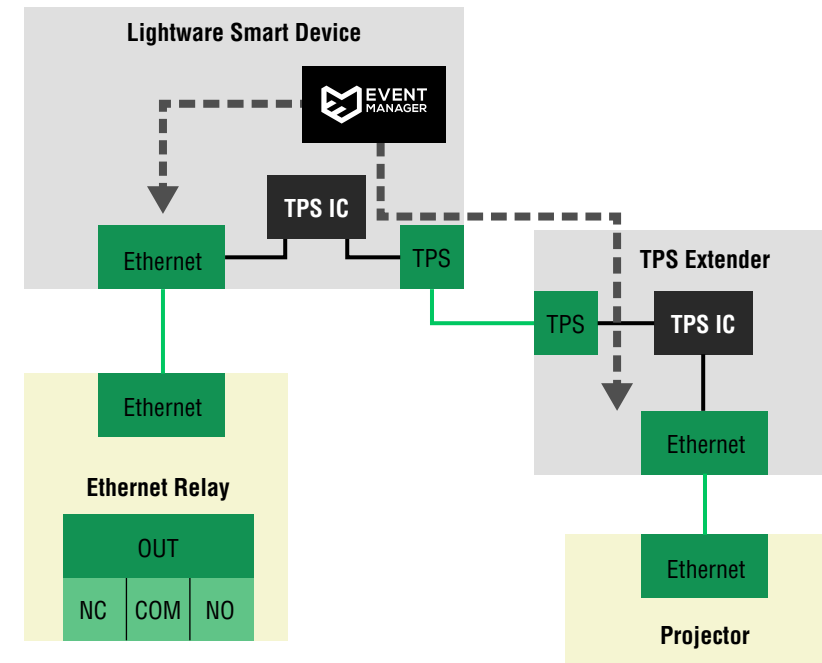 Lightware Smart Device
EVENT
MANAGER
TPS IC
Ethernet
TPS
TPS Extender
TPS
TPS IC
Ethernet
Ethernet
Ethernet Relay
OUT
NC COM NO
Ethernet
Projector